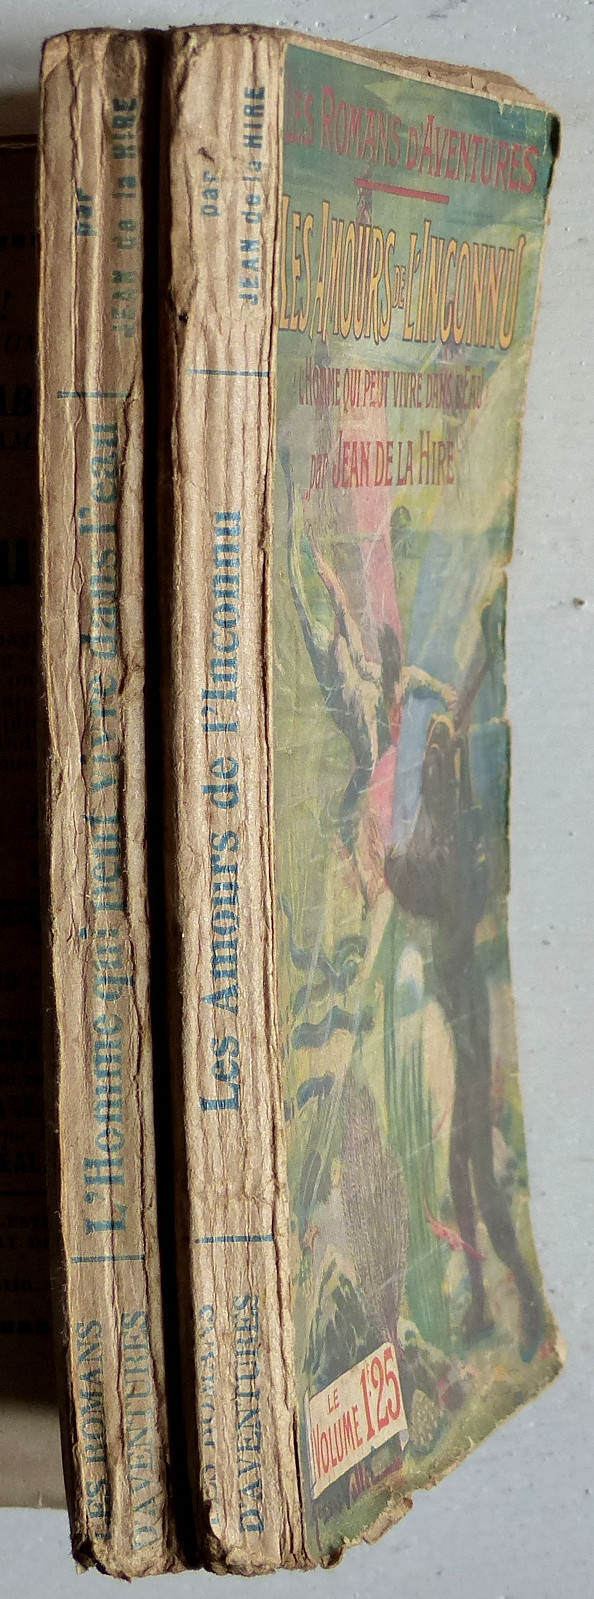 par
JEAN de la HIRE
L'Homme qui peut vivre dans l'eau
LES ROMANS
D'AVENTURES
par
JEAN de la HIRE
Les Amours de l'Inconnu
LES ROMANS
D'AVENTURES
LES ROMANS D'AVENTURES
LES AMOURS DE L'INCONNU
L'HOMME QUI PEUT VIVRE DANS L'EAU
par JEAN DE LA HIRE
LE
VOLUME 1f25